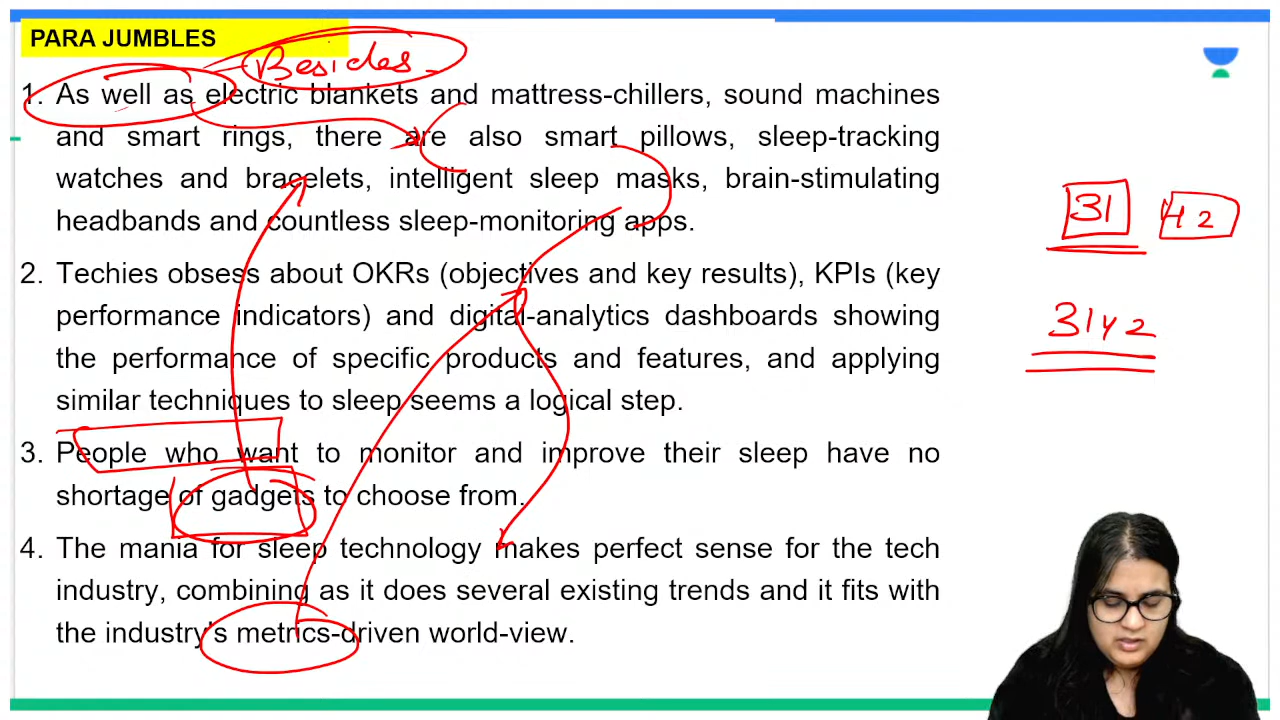 PARA JUMBLES
Besides
1. As well as electric blankets and mattress-chillers, sound machines
and smart rings, there are also smart pillows, sleep-tracking
watches and bracelets, intelligent sleep masks, brain-stimulating
headbands and countless sleep-monitoring apps.
31 42
2. Techies obsess about OKRs (objectives and key results), KPIs (key
performance indicators) and digital-analytics dashboards showing
the performance of specific products and features, and applying
similar techniques to sleep seems a logical step.
3142
3. People who want to monitor and improve their sleep have no
shortage of gadgets to choose from.
4. The mania for sleep technology makes perfect sense for the tech
industry, combining as it does several existing trends and it fits with
the industry's metrics-driven world-view.